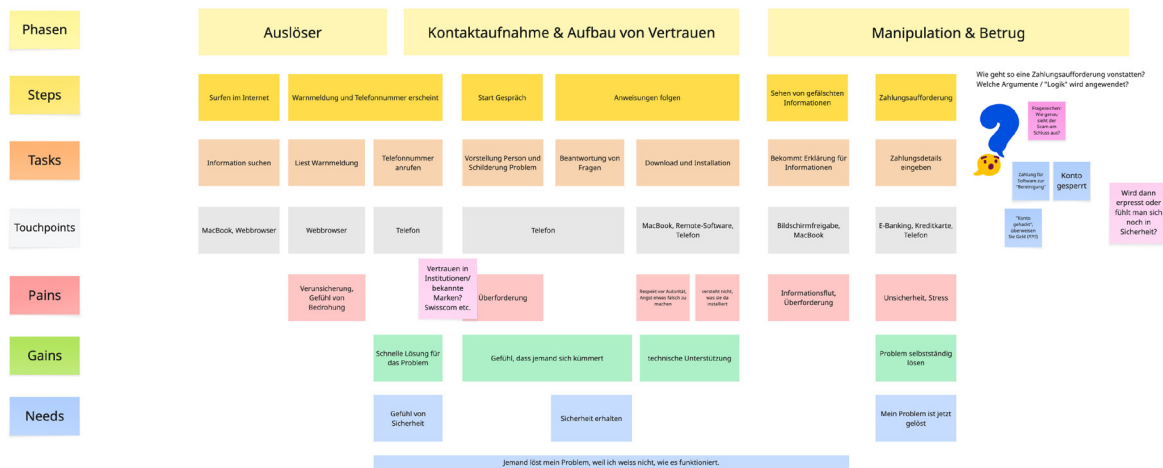 Phasen
Auslöser
Kontaktaufnahme & Aufbau von Vertrauen
Manipulation & Betrug
Steps
Surfen im Internet
Warnmeldung und Telefonnummer erscheint
Start Gespräch
Anweisungen folgen
Sehen von gefälschten
Informationen
Zahlungsaufforderung
Wie geht so eine Zahlungsaufforderung vonstatten?
Welche Argumente / "Logik" wird angewendet?
Fragezeichen:
Wie genau
sieht der
Scam am
Schluss aus?
Tasks
Information suchen
Liest Warnmeldung
Telefonnummer
anrufen
Vorstellung Person und
Schilderung Problem
Beantwortung von
Fragen
Download und Installation
Bekommt Erklärung für
Informationen
Zahlungsdetails
eingeben
Zahlung für
Software zur
"Bereinigung"
Konto
gesperrt
Wird dann
erpresst oder
fühlt man sich
noch in
Sicherheit?
Touchpoints
MacBook, Webbrowser
Webbrowser
Telefon
Telefon
MacBook, Remote-Software,
Telefon
Bildschirmfreigabe,
MacBook
E-Banking, Kreditkarte,
Telefon
"Konto
gehackt",
überweisen
Sie Geld (????)
Pains
Verunsicherung,
Gefühl von
Bedrohung
Vertrauen in
Institutionen/
bekannte
Marken?
Swisscom etc.
Überforderung
Respekt vor Autorität,
Angst etwas falsch zu
machen
versteht nicht,
was sie da
installiert
Informationsflut,
Überforderung
Unsicherheit, Stress
Gains
Schnelle Lösung für
das Problem
Gefühl, dass jemand sich kümmert
technische Unterstützung
Problem selbstständig
lösen
Needs
Gefühl von
Sicherheit
Sicherheit erhalten
Mein Problem ist jetzt
gelöst
Jemand löst mein Problem, weil ich weiss nicht, wie es funktioniert.